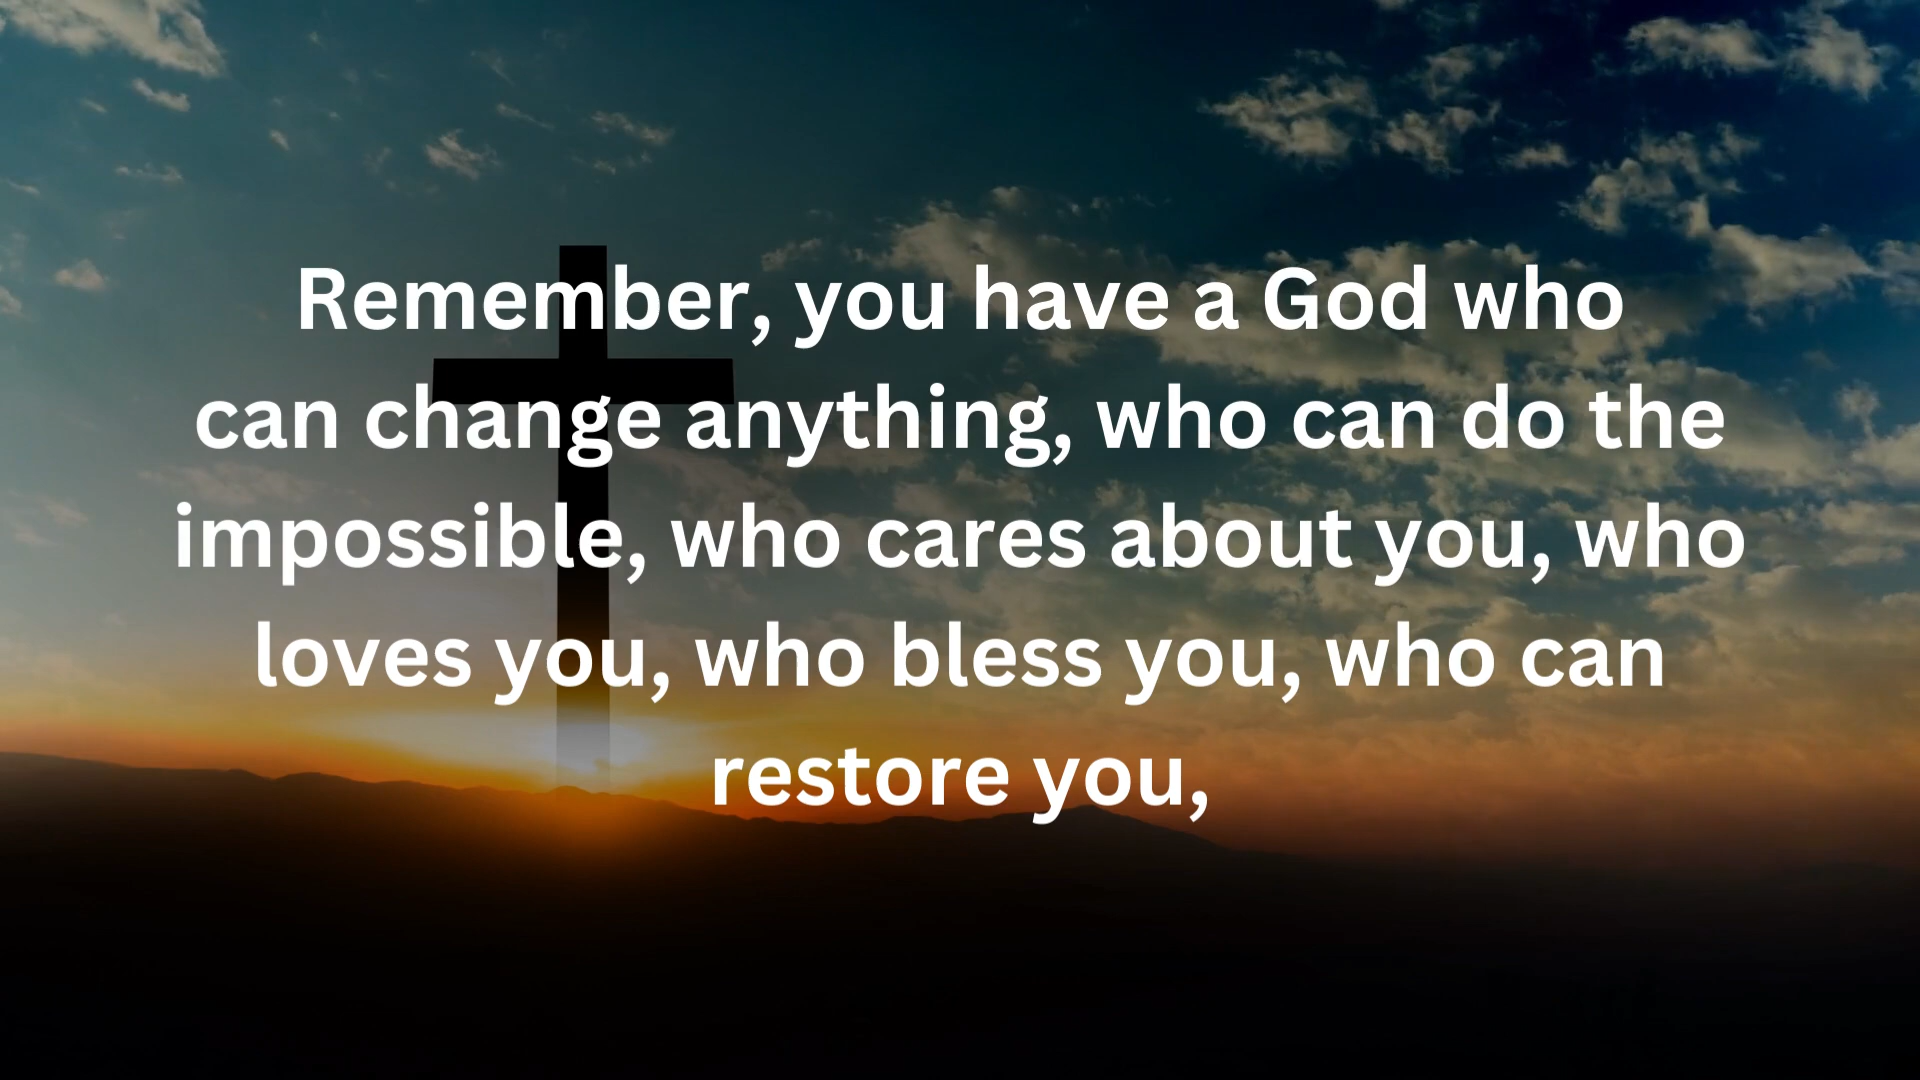 Remember, you have a God who
can change anything, who can do the
impossible, who cares about you, who
loves you, who bless you, who can
restore you,